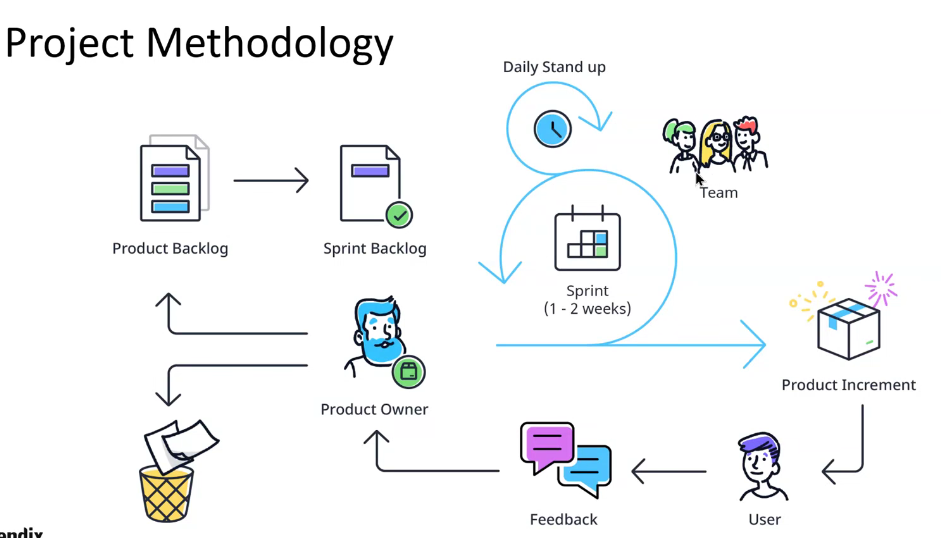 Project Methodology
Daily Stand up
Team
Product Backlog
Sprint Backlog
Sprint
(1 - 2 weeks)
Product Increment
Product Owner
Feedback
User